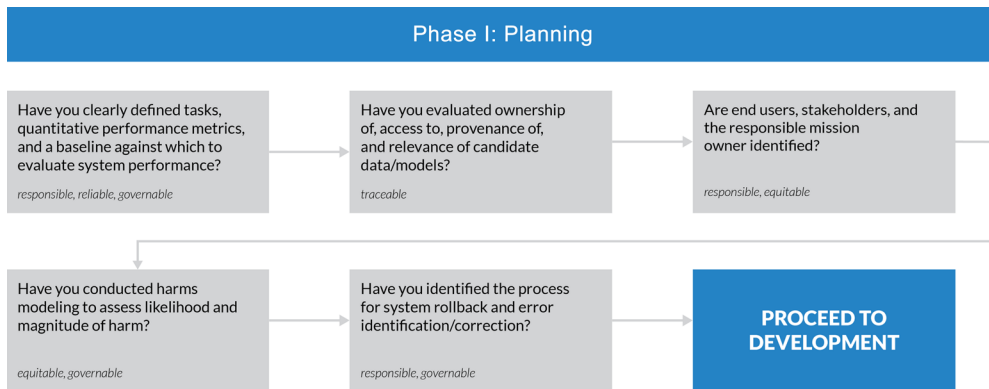 Phase I: Planning
Have you clearly defined tasks,
quantitative performance metrics,
and a baseline against which to
evaluate system performance?
responsible, reliable, governable
Have you evaluated ownership
of, access to, provenance of,
and relevance of candidate
data/models?
traceable
Are end users, stakeholders, and
the responsible mission
owner identified?
responsible, equitable
Have you conducted harms
modeling to assess likelihood and
magnitude of harm?
equitable, governable
Have you identified the process
for system rollback and error
identification/correction?
responsible, governable
PROCEED TO
DEVELOPMENT